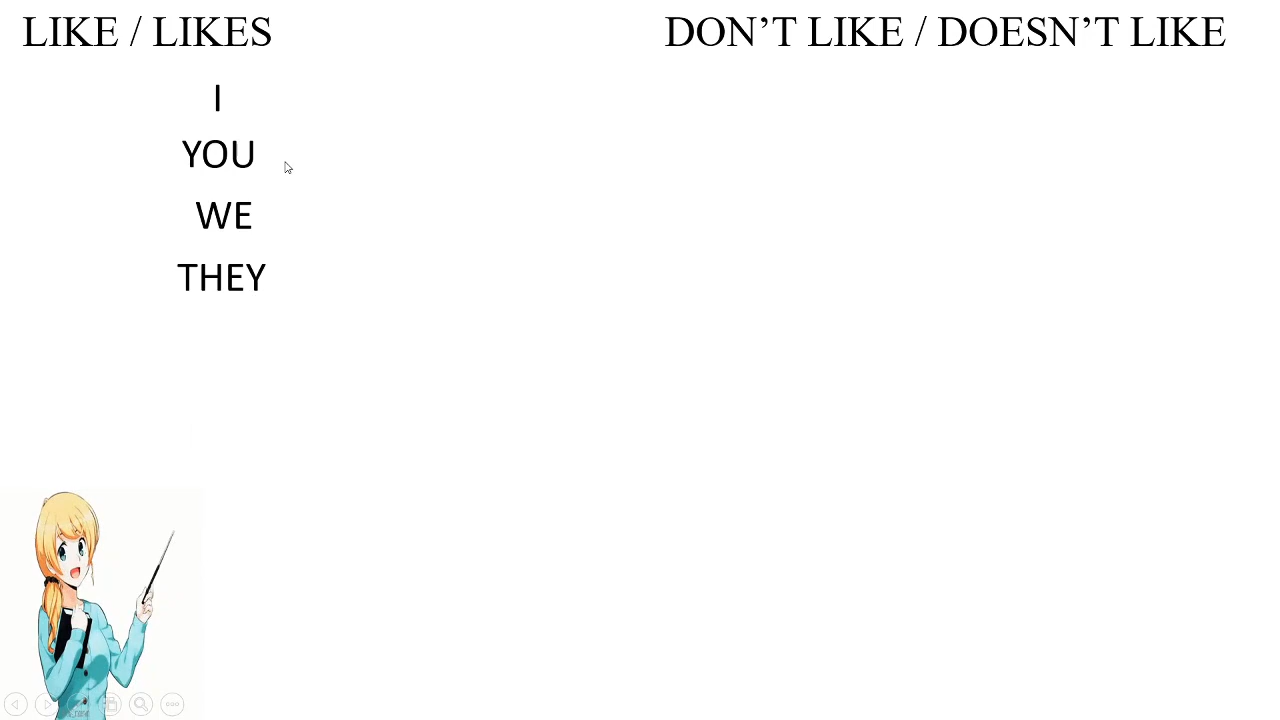 LIKE / LIKES
DON’T LIKE / DOESN’T LIKE
I
YOU
WE
THEY